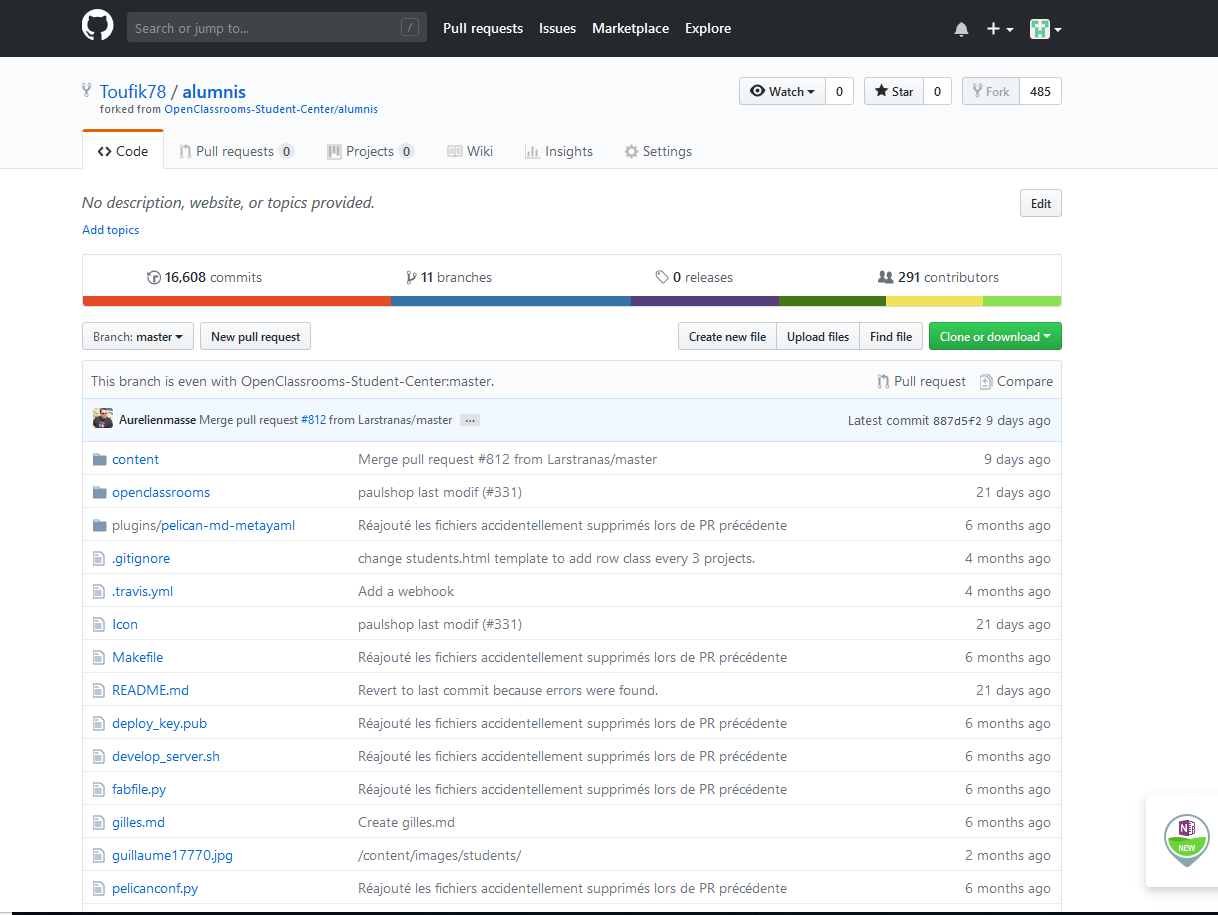 Search or jump to... /
Pull requests Issues Marketplace Explore
Toufik78 / alumnis
Watch 0 Star 0 Fork 485
forked from OpenClassrooms-Student-Center/alumnis
Code Pull requests 0 Projects 0 Wiki Insights Settings
No description, website, or topics provided. Edit
Add topics
16,608 commits 11 branches 0 releases 291 contributors
Branch: master New pull request Create new file Upload files Find file Clone or download
This branch is even with OpenClassrooms-Student-Center:master. Pull request Compare
Aurelienmasse Merge pull request #812 from Larstranas/master ... Latest commit 887d5f2 9 days ago
content Merge pull request #812 from Larstranas/master 9 days ago
openclassrooms paulshop last modif (#331) 21 days ago
plugins/pelican-md-metayaml Réajouté les fichiers accidentellement supprimés lors de PR précédente 6 months ago
.gitignore change students.html template to add row class every 3 projects. 4 months ago
.travis.yml Add a webhook 4 months ago
Icon paulshop last modif (#331) 21 days ago
Makefile Réajouté les fichiers accidentellement supprimés lors de PR précédente 6 months ago
README.md Revert to last commit because errors were found. 21 days ago
deploy_key.pub Réajouté les fichiers accidentellement supprimés lors de PR précédente 6 months ago
develop_server.sh Réajouté les fichiers accidentellement supprimés lors de PR précédente 6 months ago
fabfile.py Réajouté les fichiers accidentellement supprimés lors de PR précédente 6 months ago
gilles.md Create gilles.md 6 months ago
guillaume17770.jpg /content/images/students/ 2 months ago
pelicanconf.py Réajouté les fichiers accidentellement supprimés lors de PR précédente 6 months ago
N
NEW